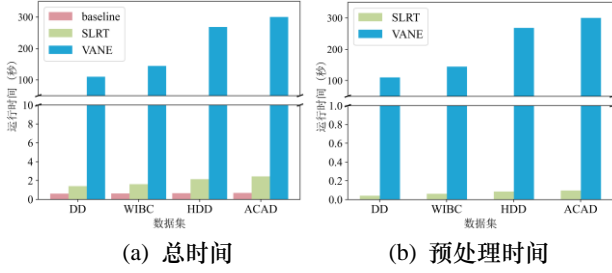 baseline
SLRT
VANE
300
200
100
10
8
6
4
2
0
运行时间 (秒)
DD
WIBC
HDD
ACAD
数据集
(a) 总时间
SLRT
VANE
300
200
100
1.0
0.8
0.6
0.4
0.2
0.0
运行时间 (秒)
DD
WIBC
HDD
ACAD
数据集
(b) 预处理时间